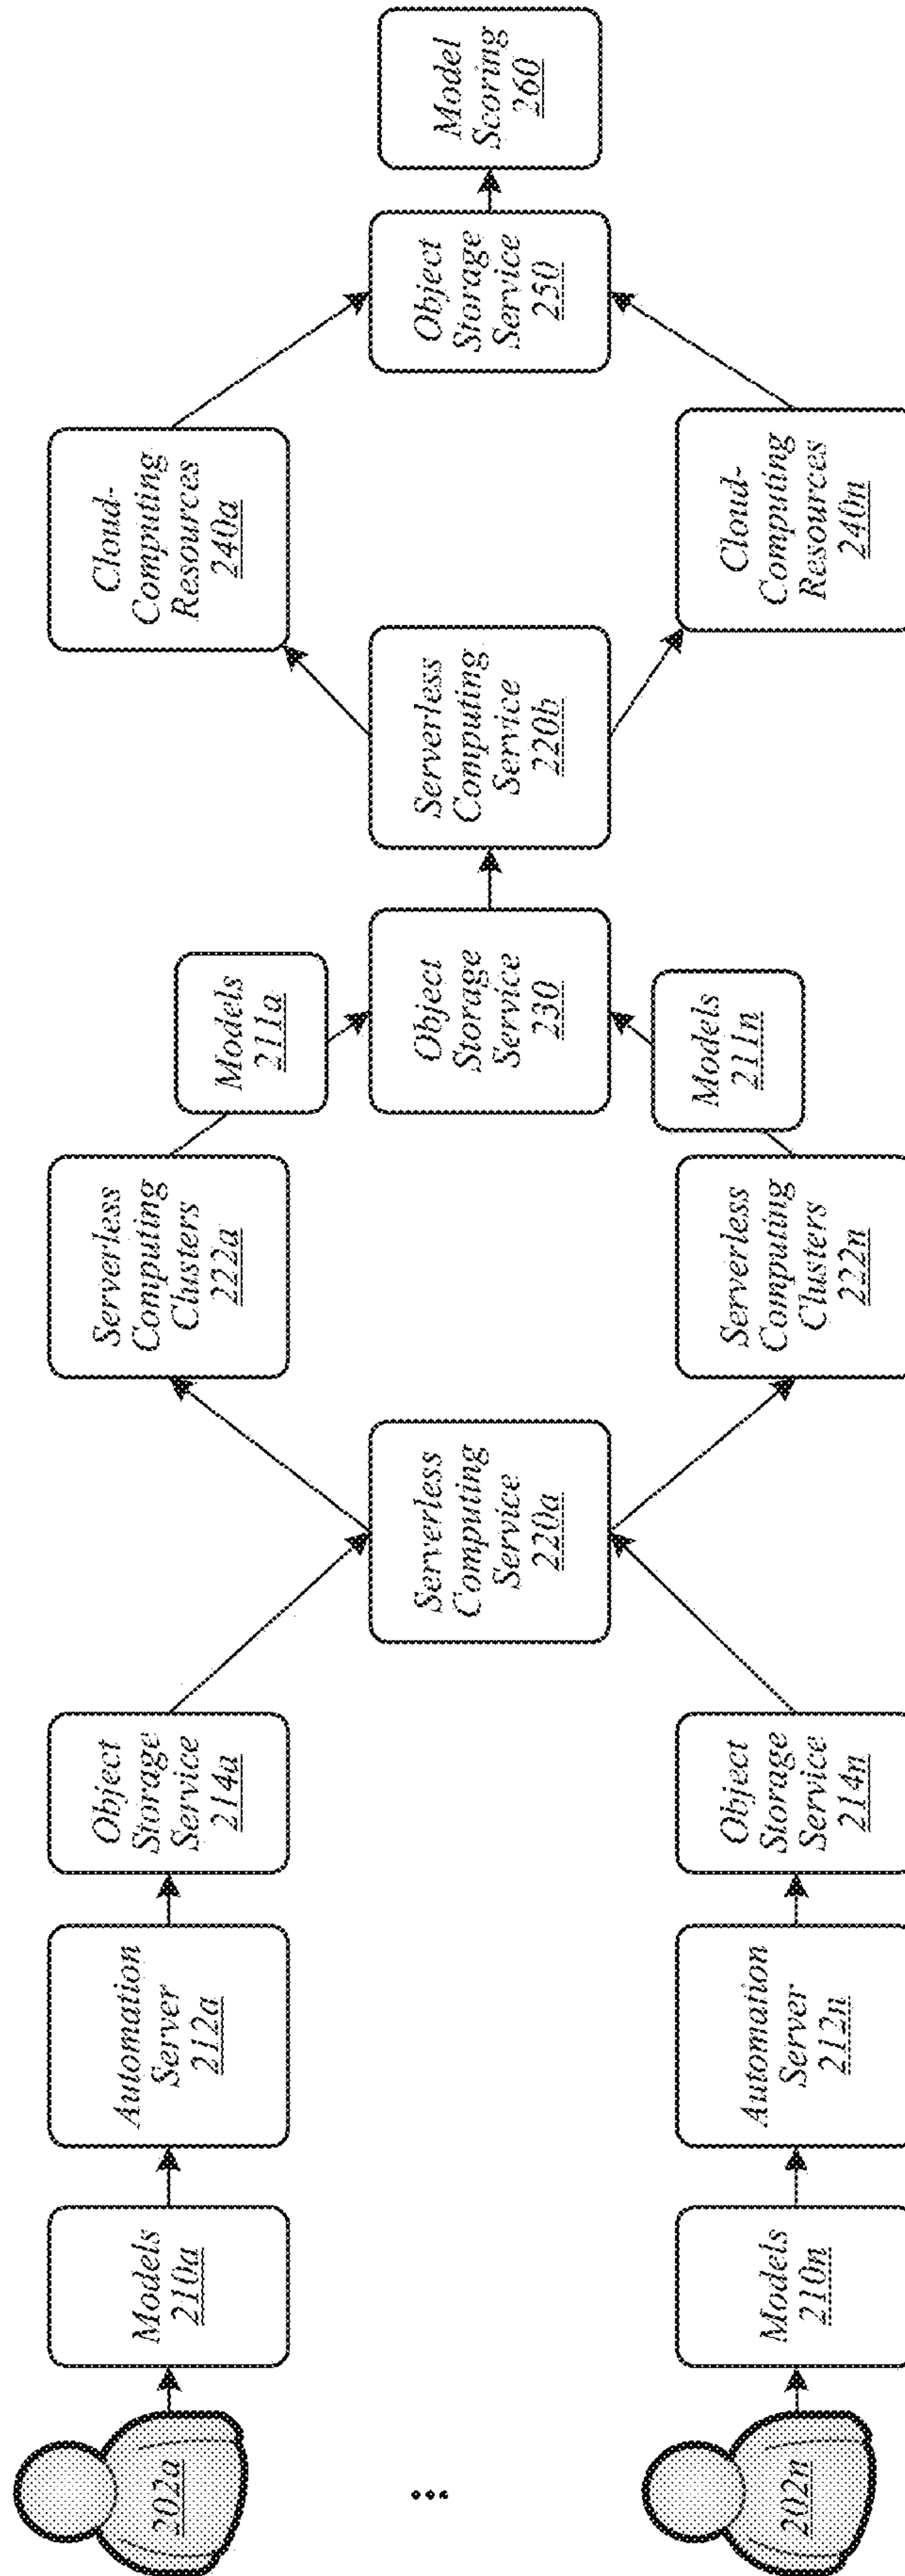 202a
Models
210a
Automation
Server
212a
Object
Storage
Service
214a
...
202n
Models
210n
Automation
Server
212n
Object
Storage
Service
214n
Serverless
Computing
Service
220a
Serverless
Computing
Clusters
222a
Models
211a
Serverless
Computing
Clusters
222n
Models
211n
Object
Storage
Service
230
Serverless
Computing
Service
220b
Cloud-
Computing
Resources
240a
Cloud-
Computing
Resources
240n
Object
Storage
Service
250
Model
Scoring
260